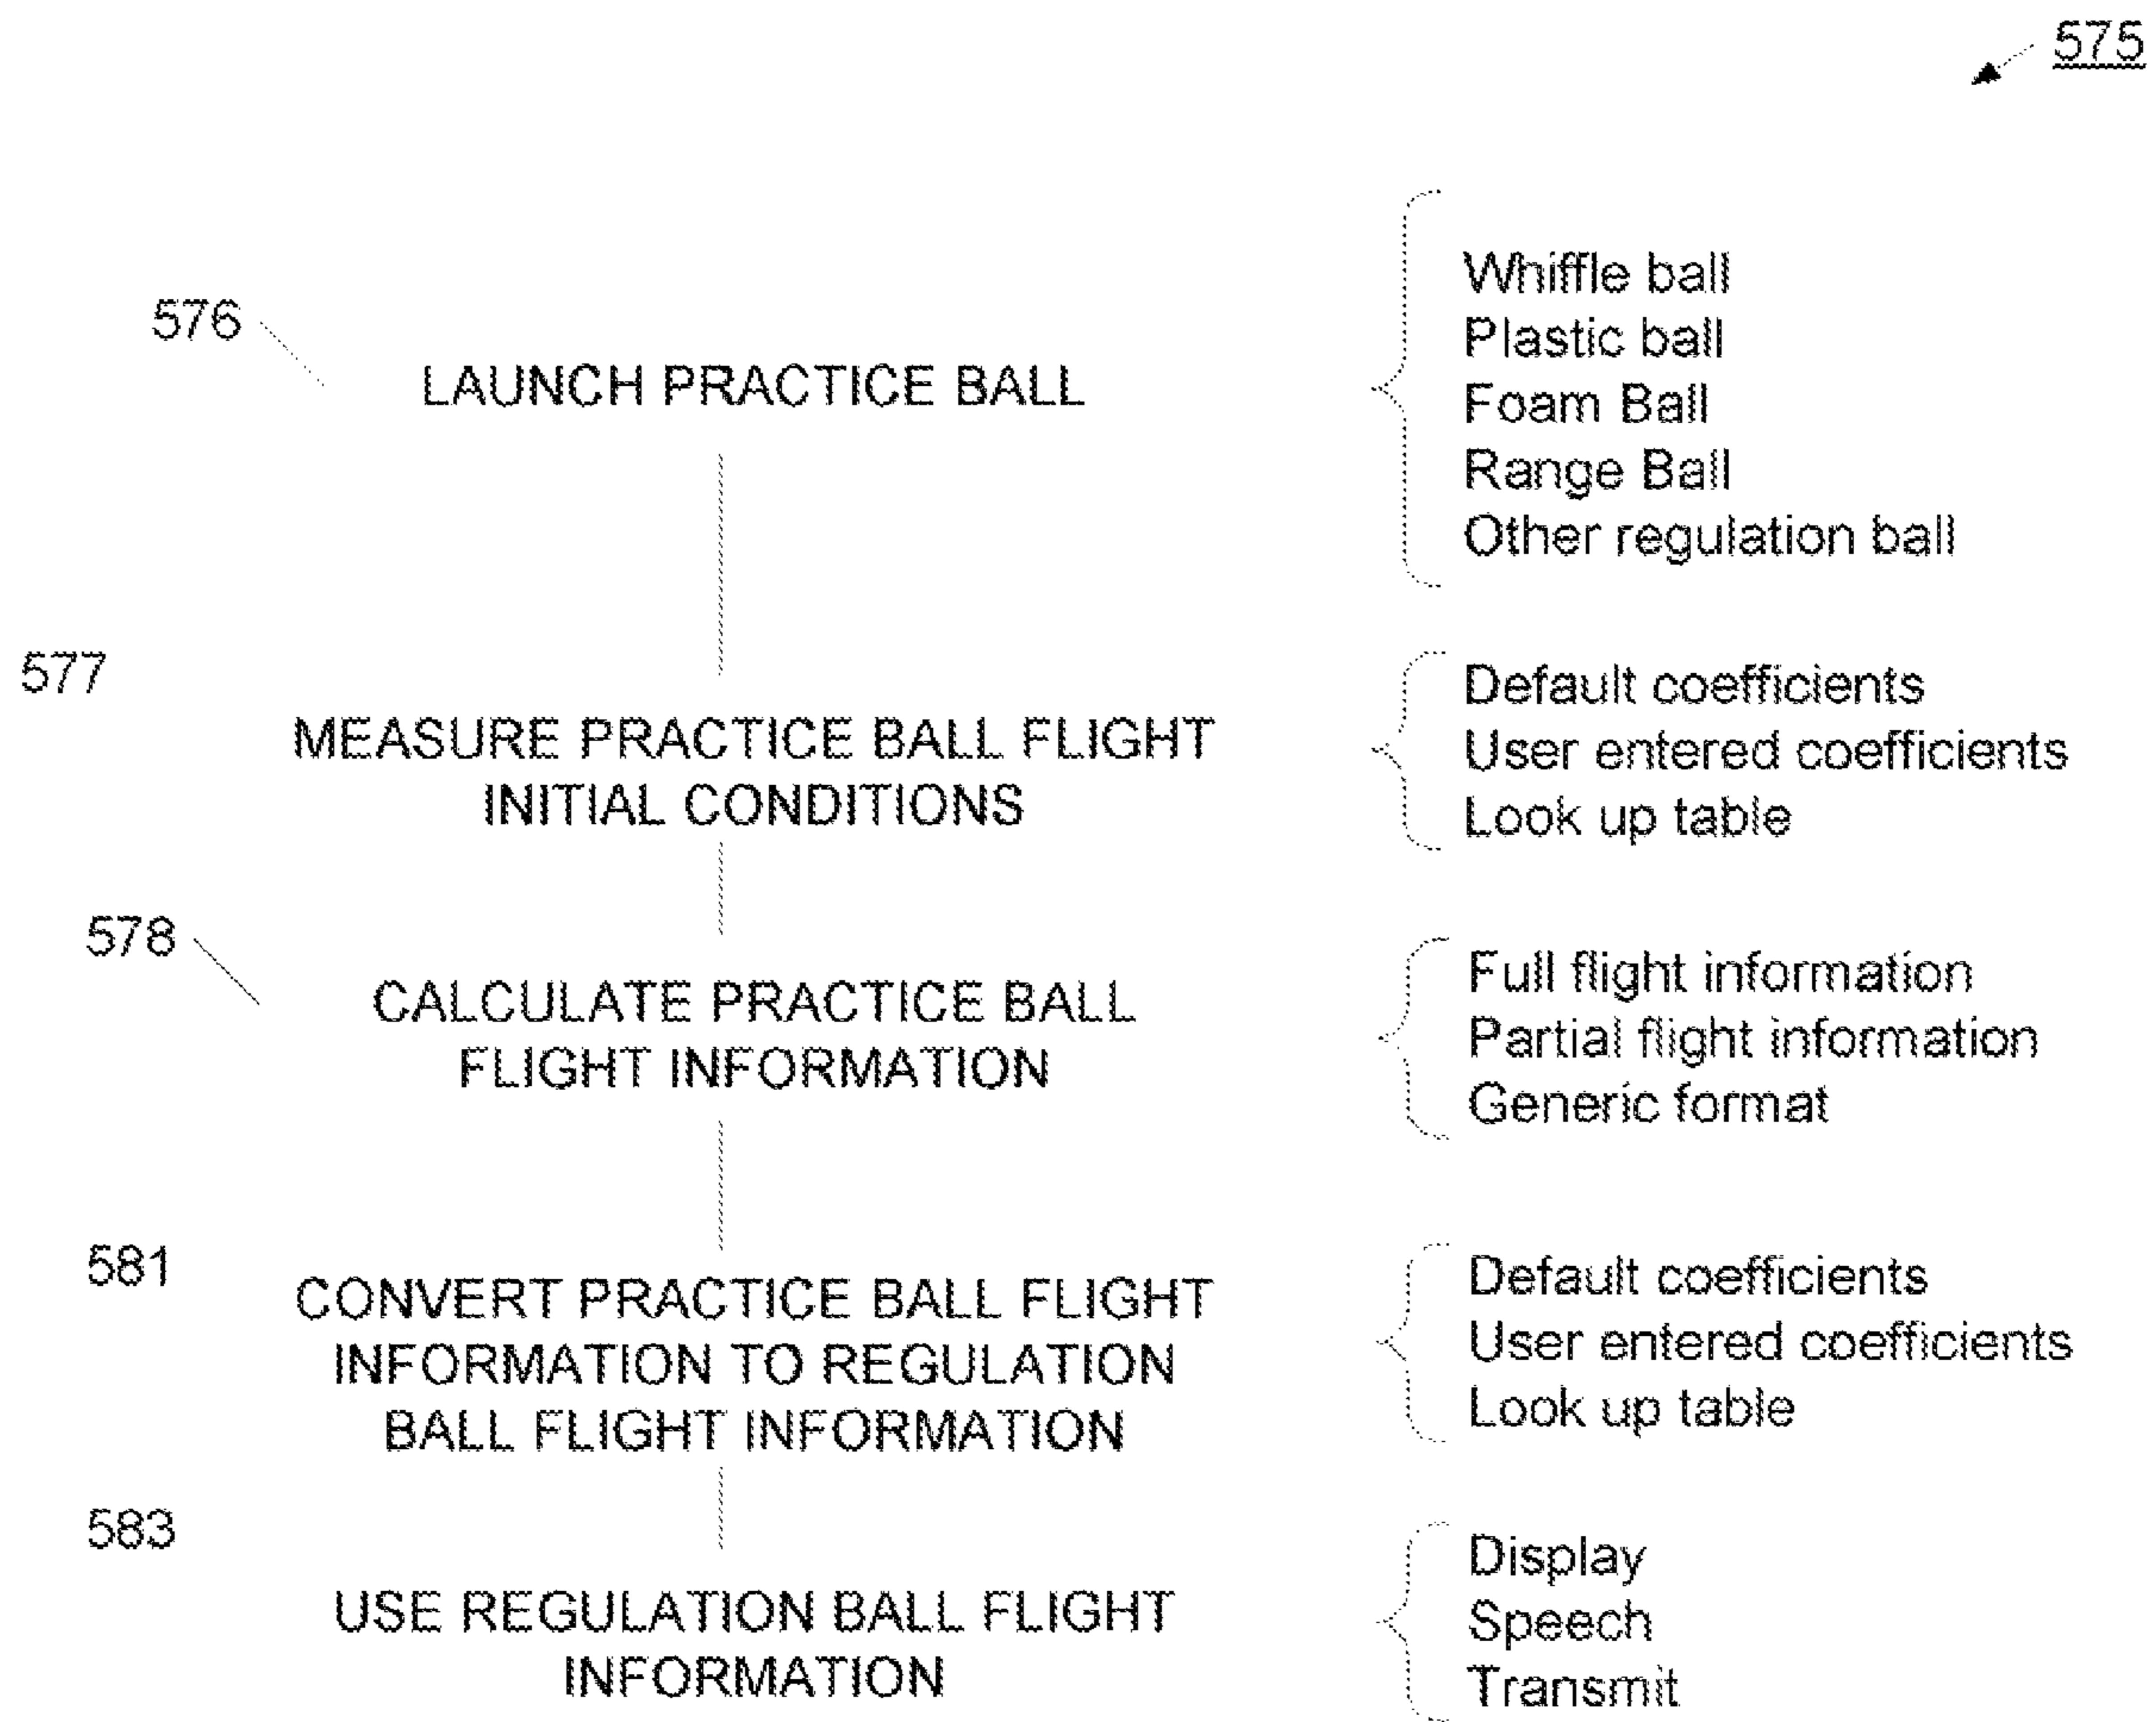 575
576
LAUNCH PRACTICE BALL
Whiffle ball
Plastic ball
Foam Ball
Range Ball
Other regulation ball
577
MEASURE PRACTICE BALL FLIGHT
INITIAL CONDITIONS
Default coefficients
User entered coefficients
Look up table
578
CALCULATE PRACTICE BALL
FLIGHT INFORMATION
Full flight information
Partial flight information
Generic format
581
CONVERT PRACTICE BALL FLIGHT
INFORMATION TO REGULATION
BALL FLIGHT INFORMATION
Default coefficients
User entered coefficients
Look up table
583
USE REGULATION BALL FLIGHT
INFORMATION
Display
Speech
Transmit